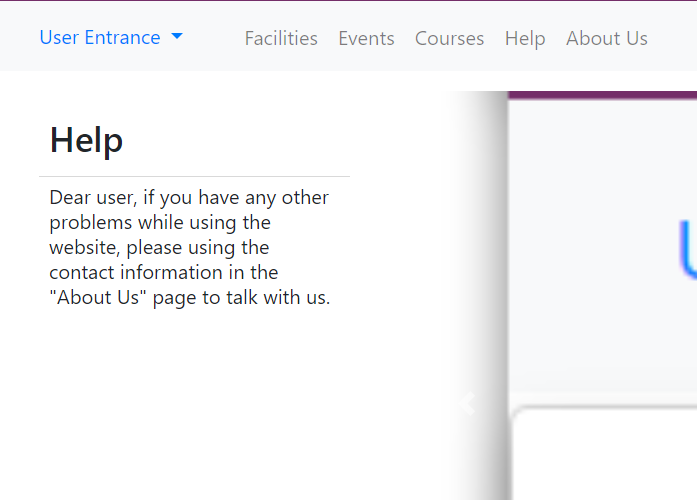 User Entrance
Facilities Events Courses Help About Us
Help
Dear user, if you have any other
problems while using the
website, please using the
contact information in the
"About Us" page to talk with us.